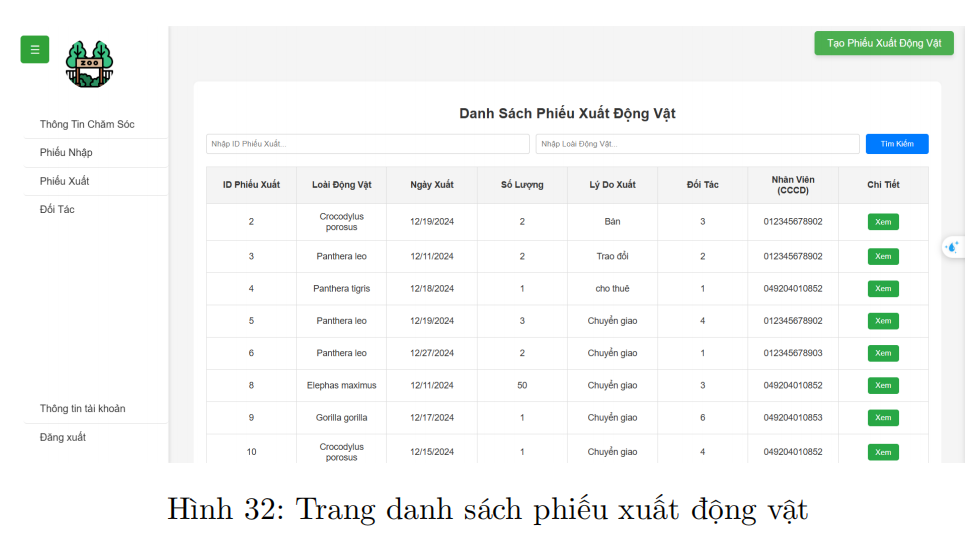 ☰
ZOO
Tạo Phiếu Xuất Động Vật
Thông Tin Chăm Sóc
Phiếu Nhập
Phiếu Xuất
Đối Tác
Thông tin tài khoản
Đăng xuất
Danh Sách Phiếu Xuất Động Vật
Nhập ID Phiếu Xuất... Nhập Loài Động Vật... Tìm Kiếm
ID Phiếu Xuất Loài Động Vật Ngày Xuất Số Lượng Lý Do Xuất Đối Tác Nhân Viên (CCCD) Chi Tiết
2 Crocodylus porosus 12/19/2024 2 Bán 3 012345678902 Xem
3 Panthera leo 12/11/2024 2 Trao đổi 2 012345678902 Xem
4 Panthera tigris 12/18/2024 1 cho thuê 1 049204010852 Xem
5 Panthera leo 12/19/2024 3 Chuyển giao 4 012345678902 Xem
6 Panthera leo 12/27/2024 2 Chuyển giao 1 012345678903 Xem
8 Elephas maximus 12/11/2024 50 Chuyển giao 3 049204010852 Xem
9 Gorilla gorilla 12/17/2024 1 Chuyển giao 6 049204010853 Xem
10 Crocodylus porosus 12/15/2024 1 Chuyển giao 4 049204010852 Xem
Hình 32: Trang danh sách phiếu xuất động vật